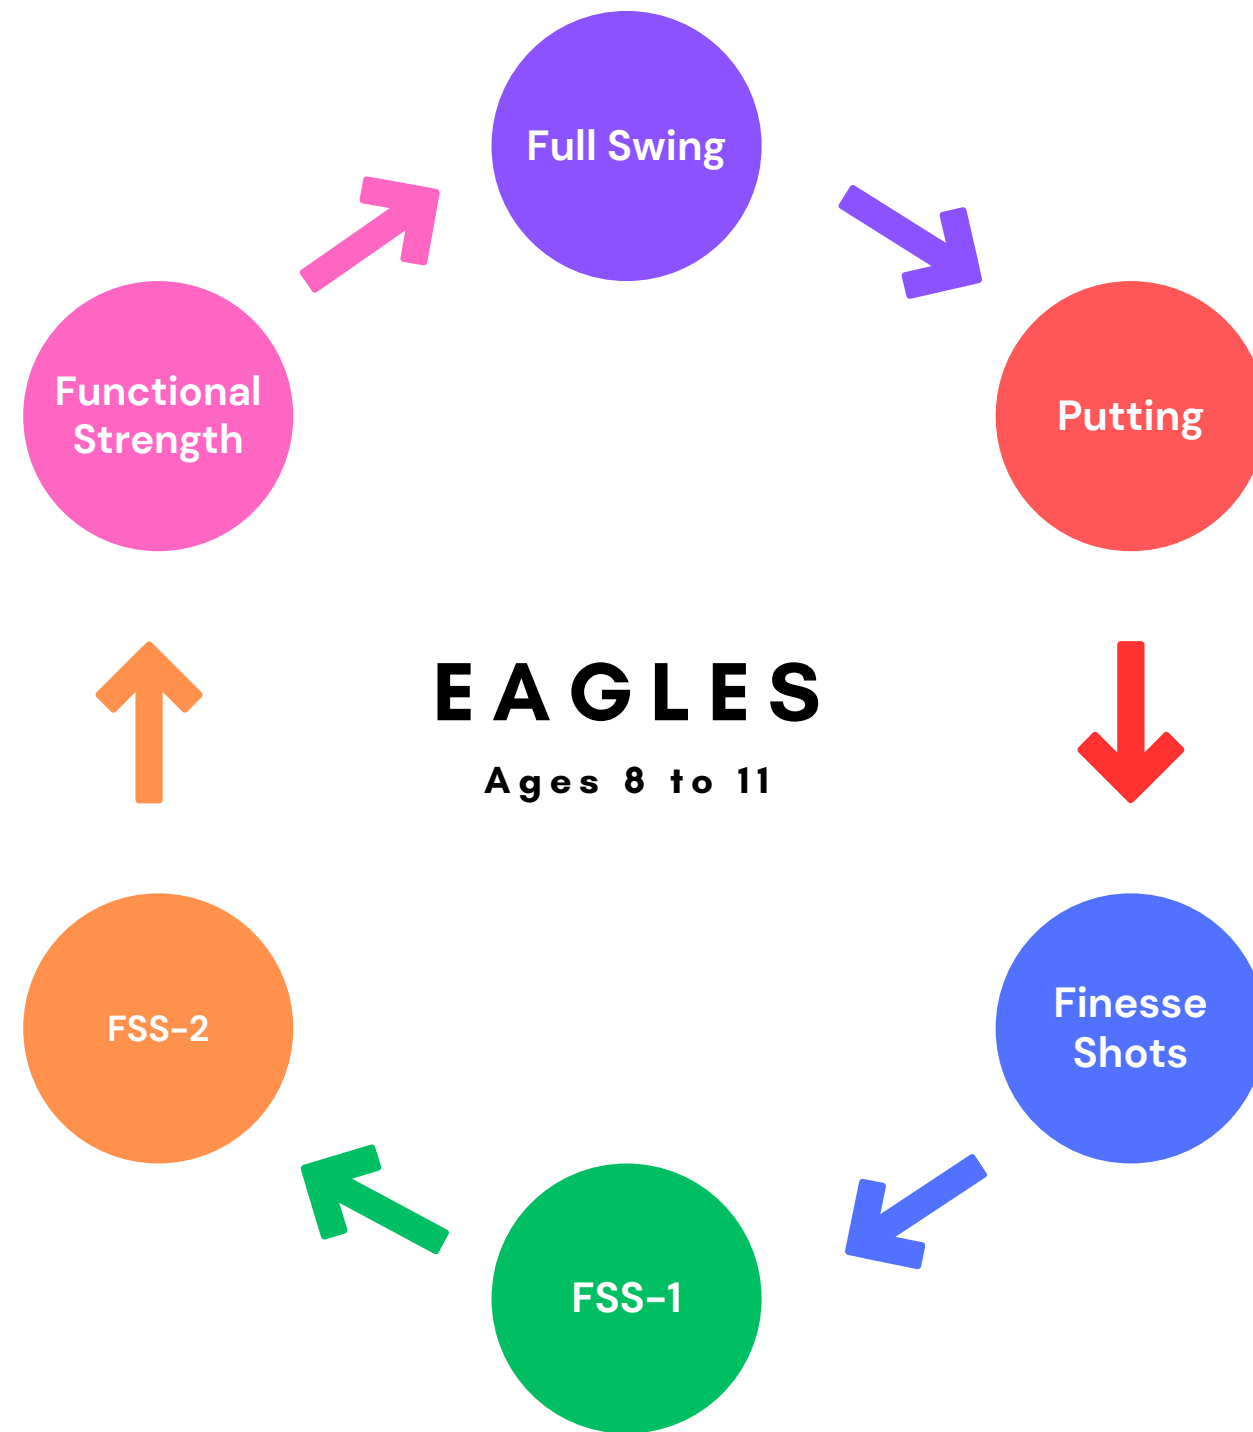 Full Swing
Functional
Strength
Putting
EAGLES
Ages 8 to 11
Finesse
Shots
FSS-2
FSS-1